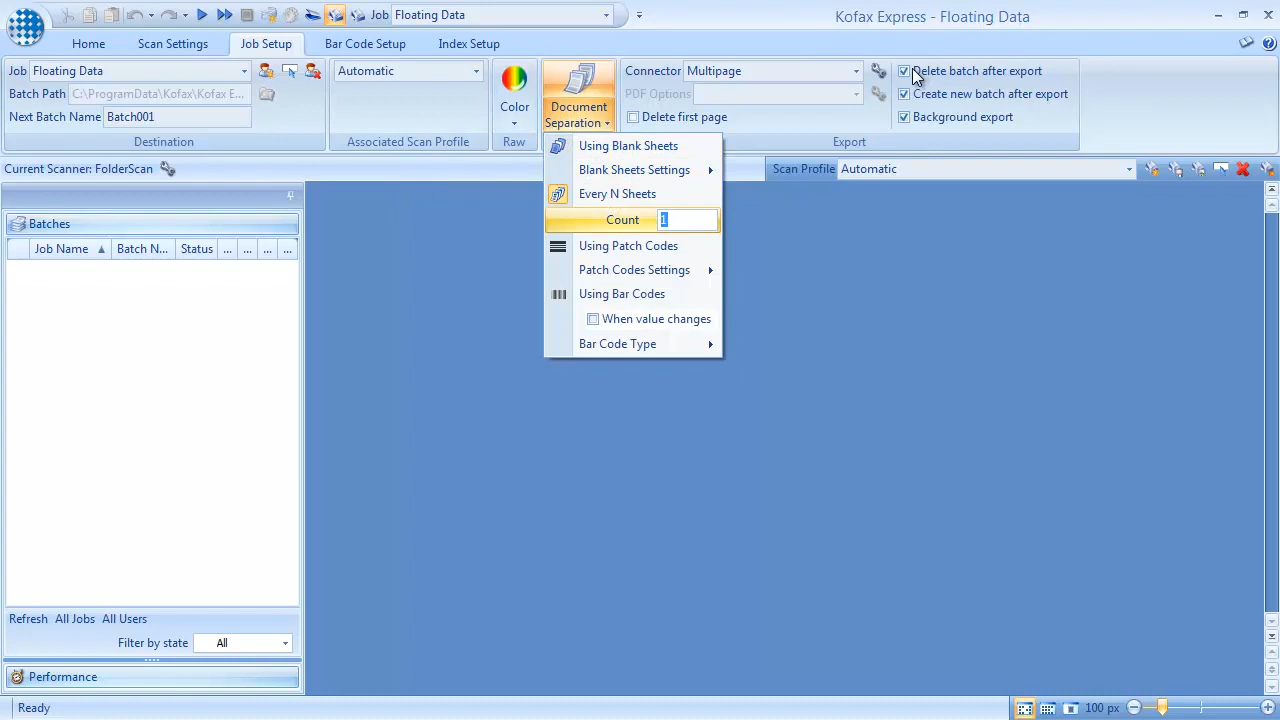 Job Floating Data
Kofax Express - Floating Data
Home Scan Settings Job Setup Bar Code Setup Index Setup
Job Floating Data
Batch Path C:\ProgramData\Kofax\Kofax E...
Next Batch Name Batch001
Destination
Automatic
Associated Scan Profile
Color
Raw
Document
Separation
Connector Multipage
PDF Options
Delete first page
Delete batch after export
Create new batch after export
Background export
Export
Using Blank Sheets
Blank Sheets Settings
Every N Sheets
Count 1
Using Patch Codes
Patch Codes Settings
Using Bar Codes
When value changes
Bar Code Type
Current Scanner: FolderScan
Scan Profile Automatic
Batches
Job Name Batch N... Status ... ... ... ...
Refresh All Jobs All Users
Filter by state All
Performance
Ready
100 px